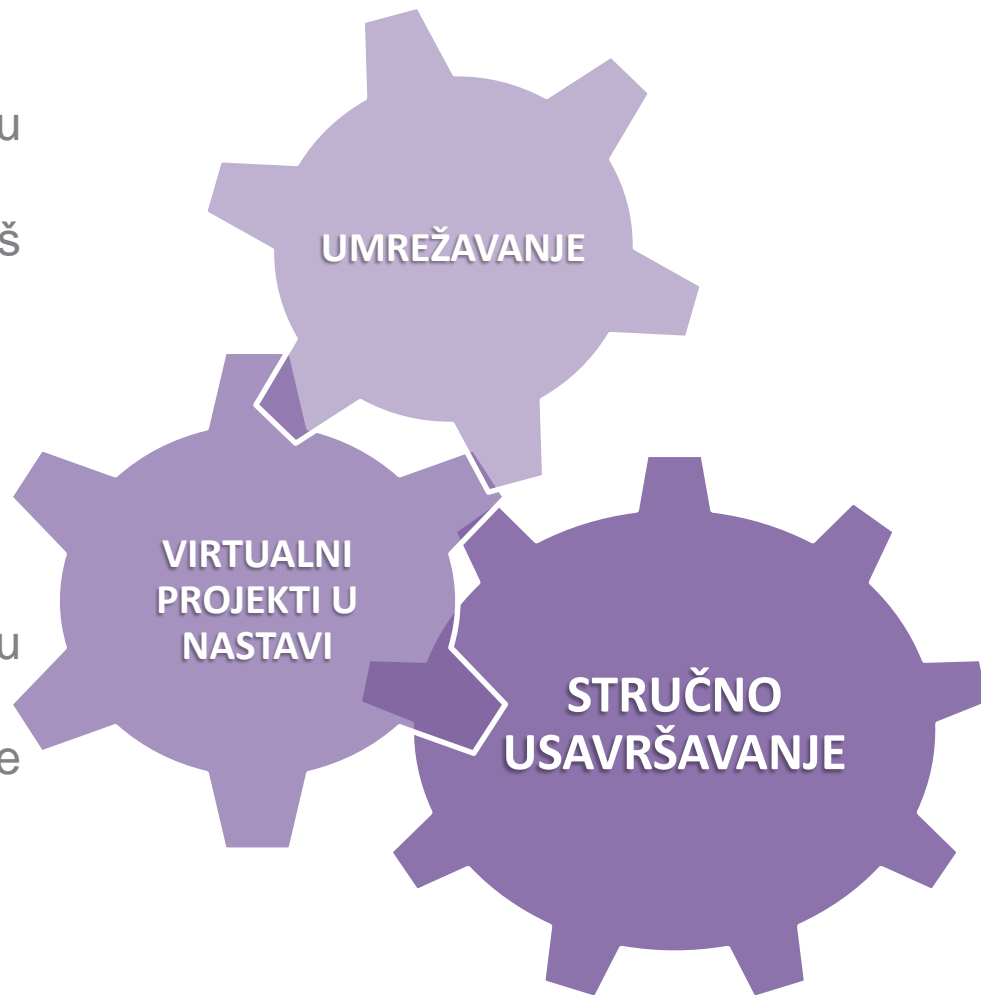 u
š
UMREŽAVANJE
VIRTUALNI
PROJEKTI U
NASTAVI
u
e
STRUČNO
USAVRŠAVANJE